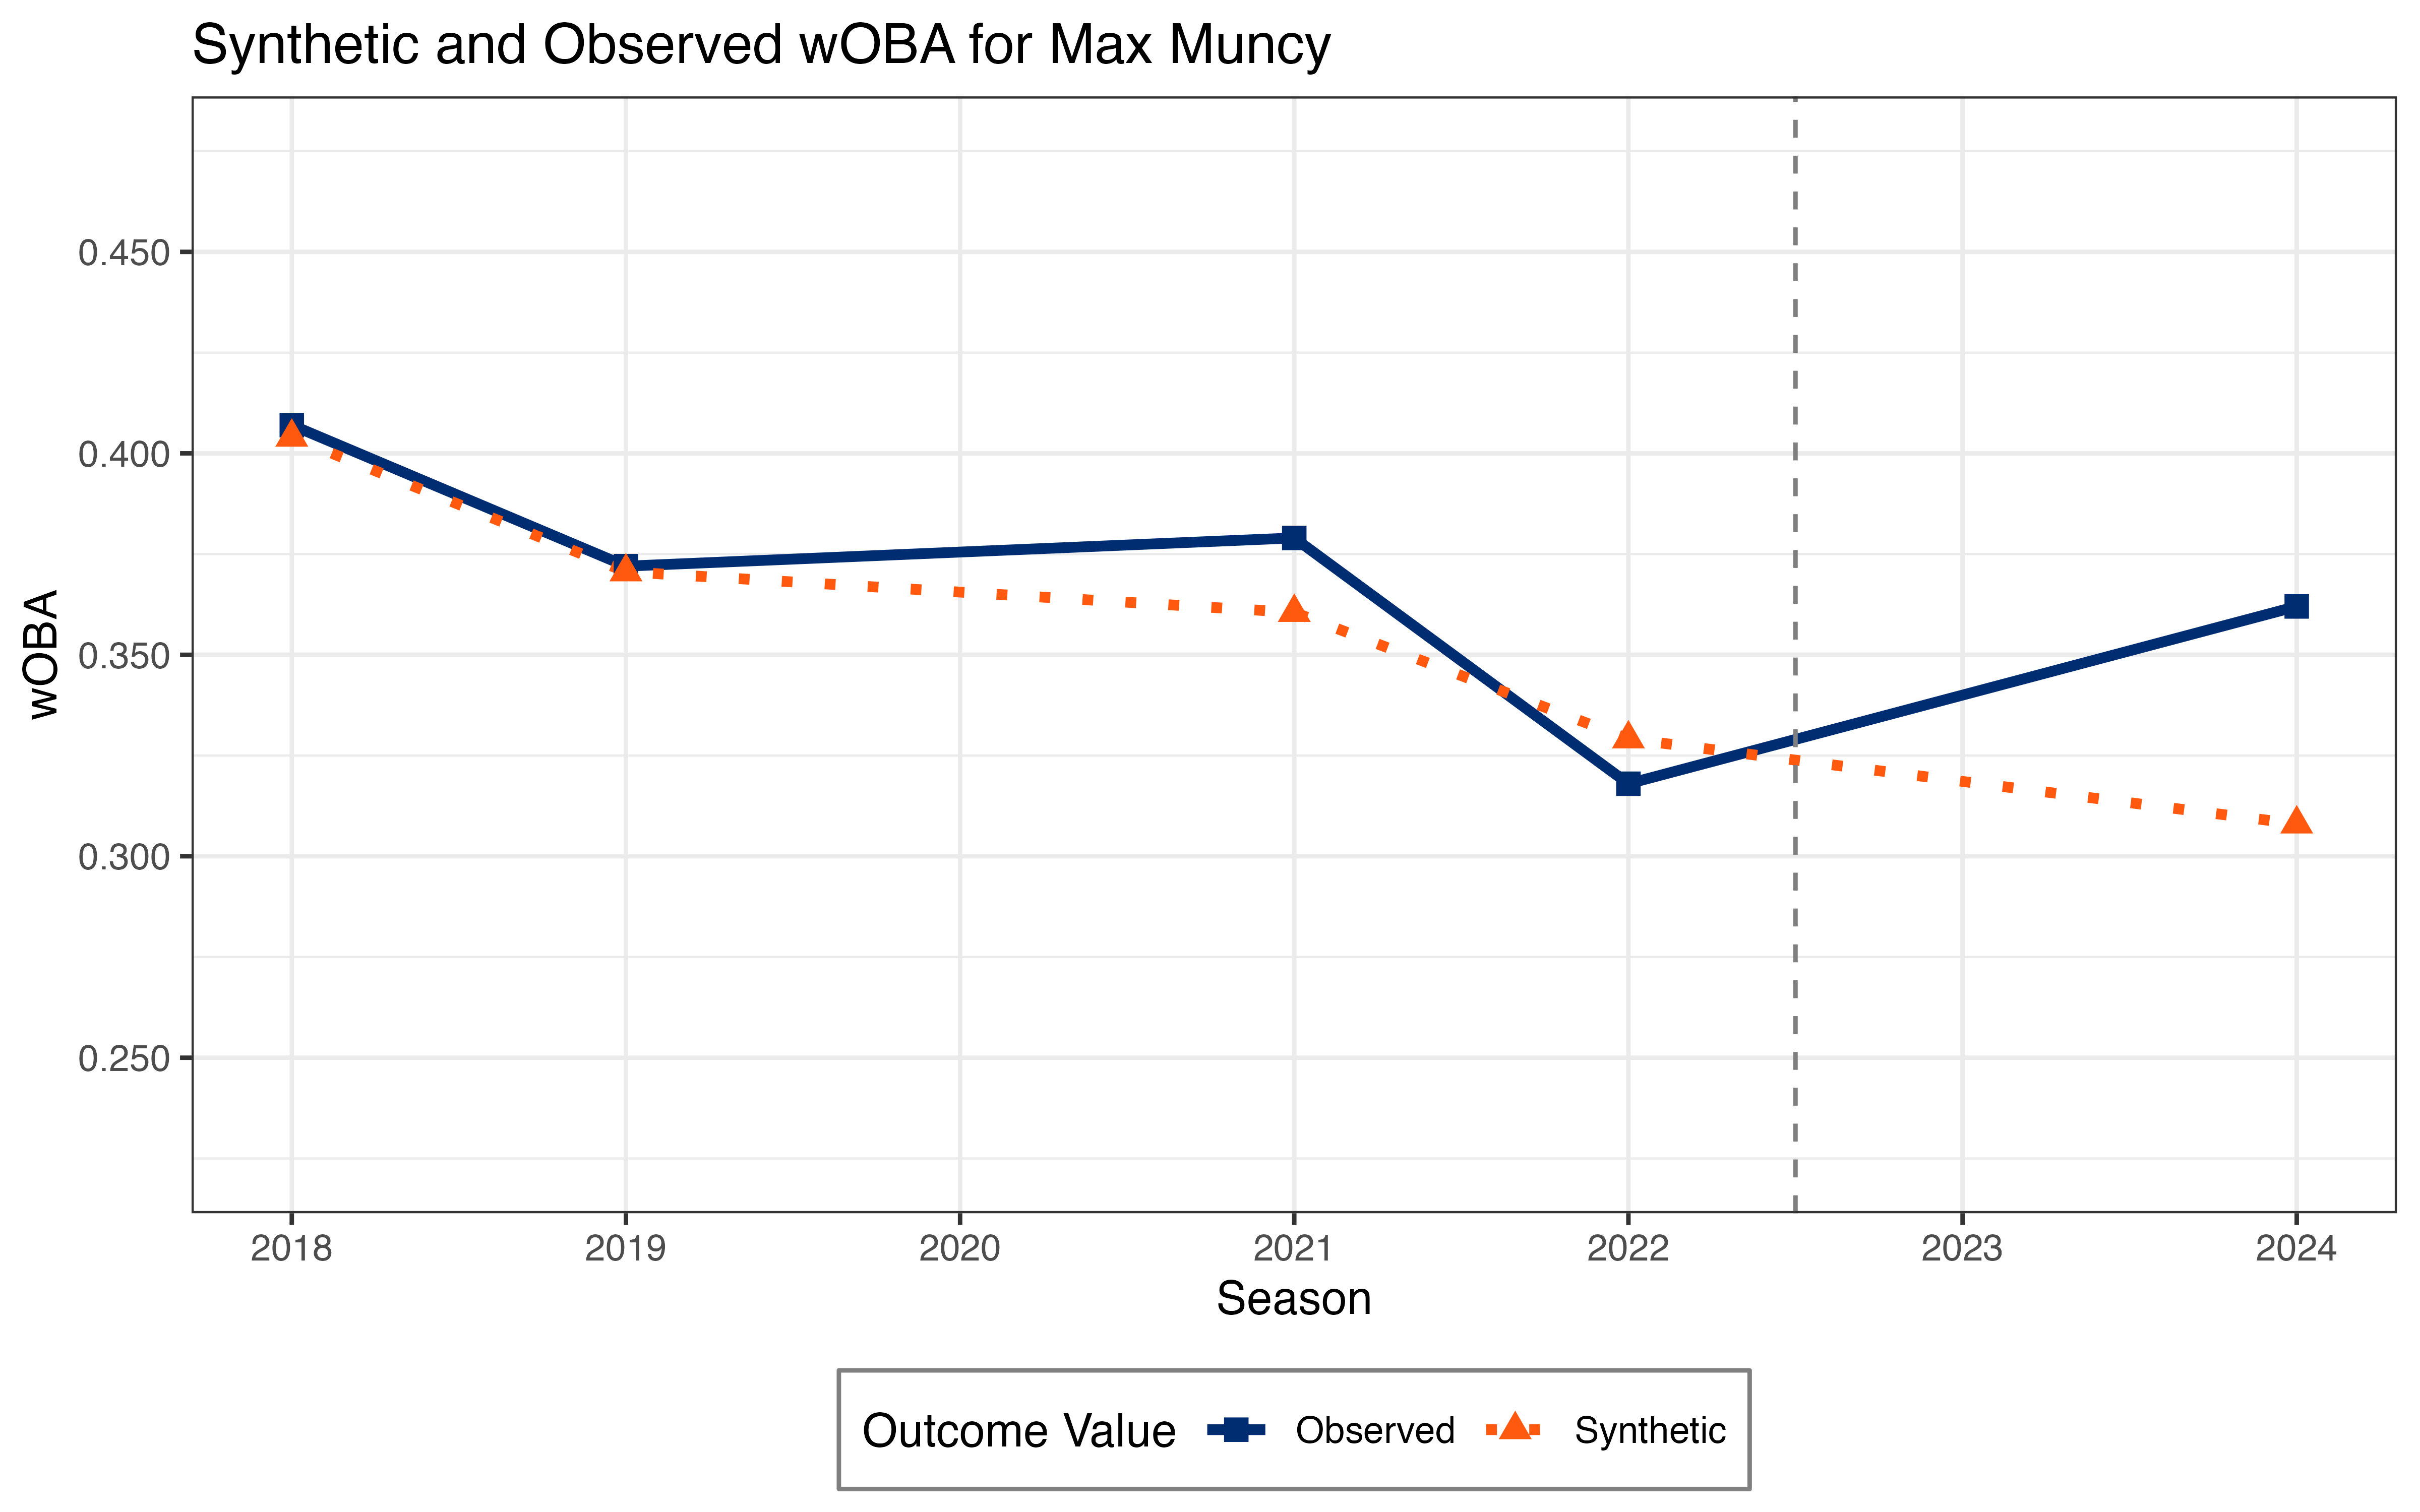 Synthetic and Observed wOBA for Max Muncy
wOBA
0.450
0.400
0.350
0.300
0.250
2018 2019 2020 2021 2022 2023 2024
Season
Outcome Value Observed Synthetic